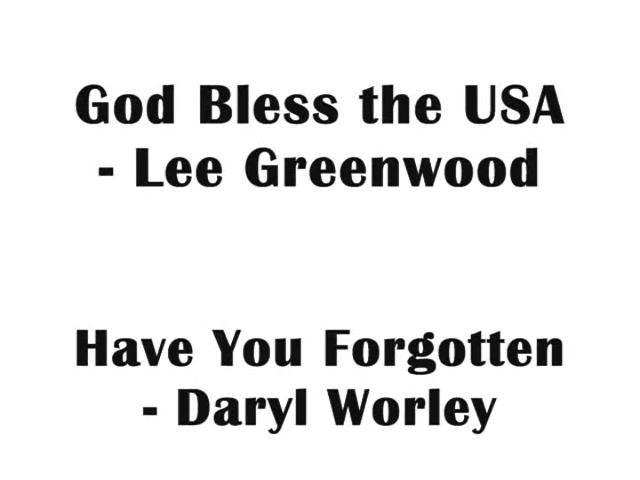 God Bless the USA
- Lee Greenwood
Have You Forgotten
- Daryl Worley